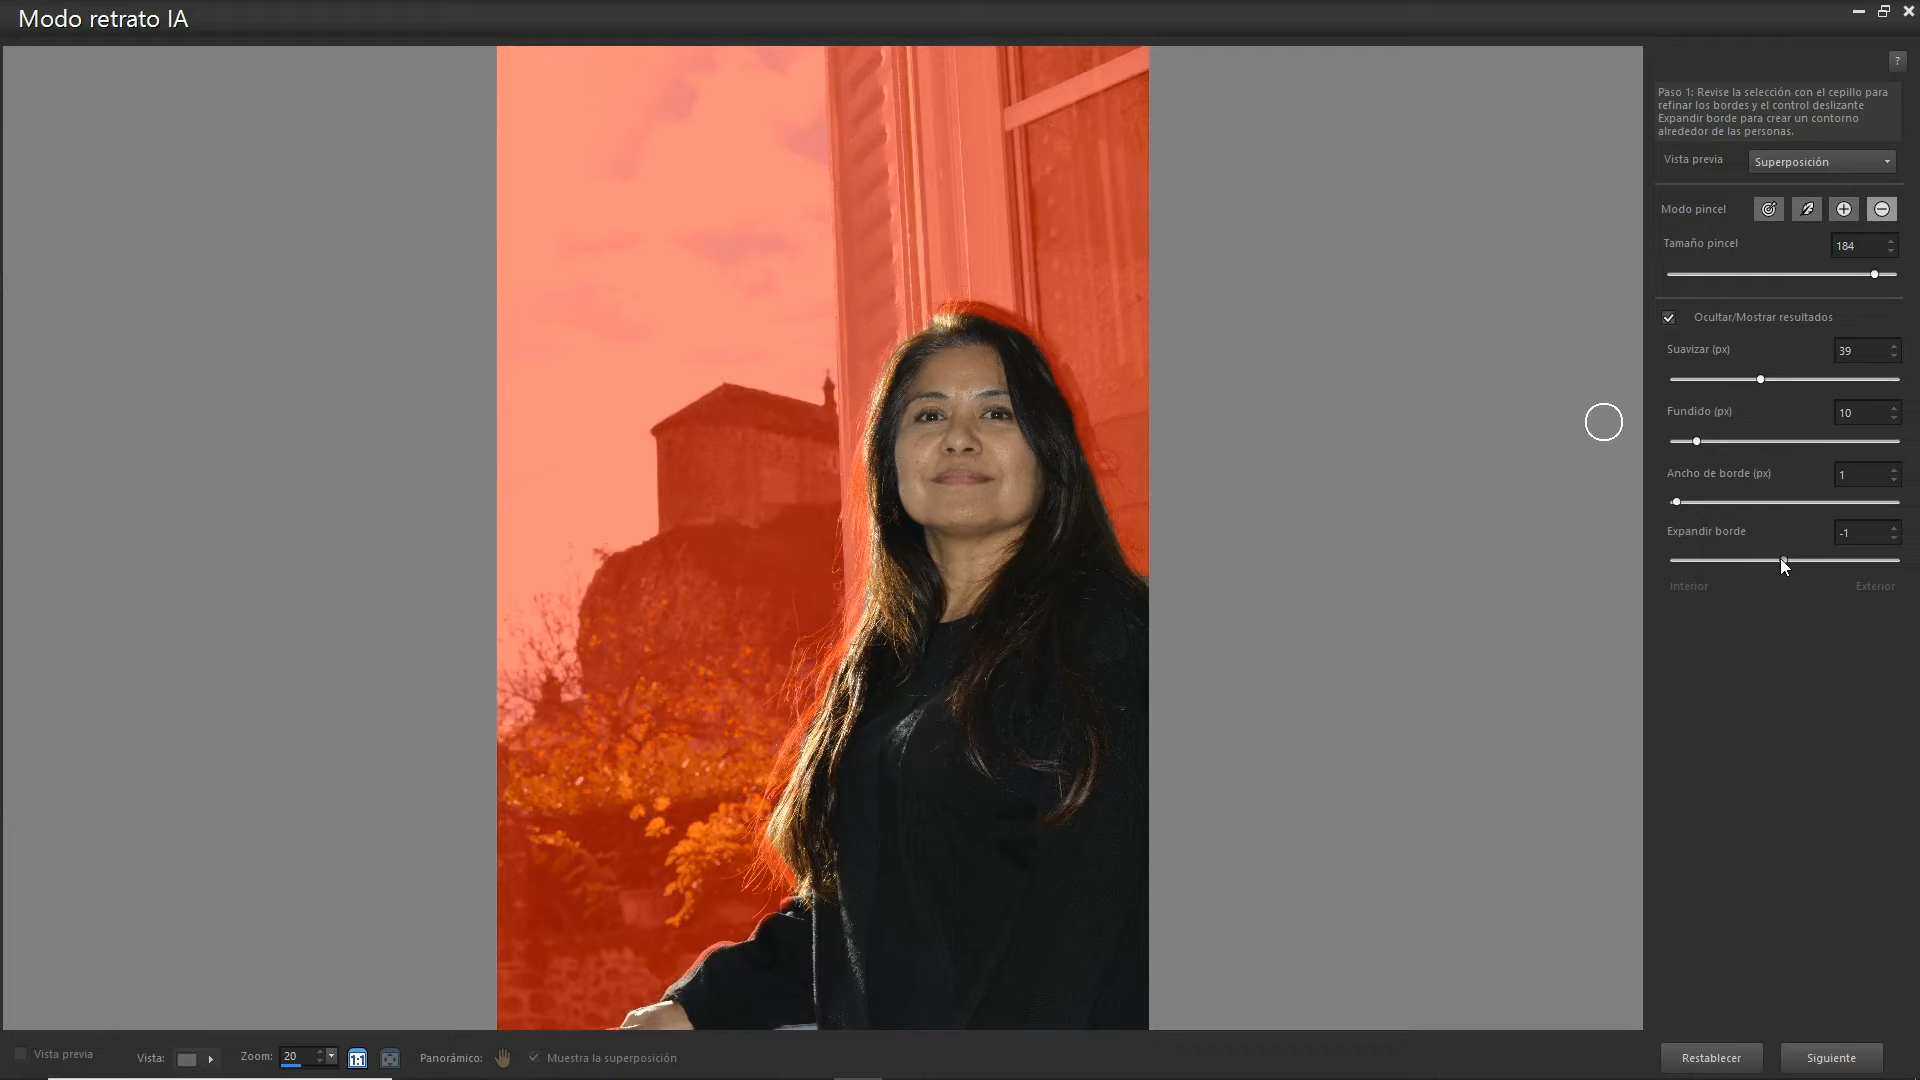 Modo retrato IA
?
Paso 1: Revise la selección con el cepillo para
refinar los bordes y el control deslizante
Expandir borde para crear un contorno
alrededor de las personas.
Vista previa
Superposición
Modo pincel
Tamaño pincel
184
Ocultar/Mostrar resultados
Suavizar (px)
39
Fundido (px)
10
Ancho de borde (px)
1
Expandir borde
-1
Interior
Exterior
Vista previa
Vista:
Zoom:
20
1:1
Panorámico:
Muestra la superposición
Restablecer
Siguiente